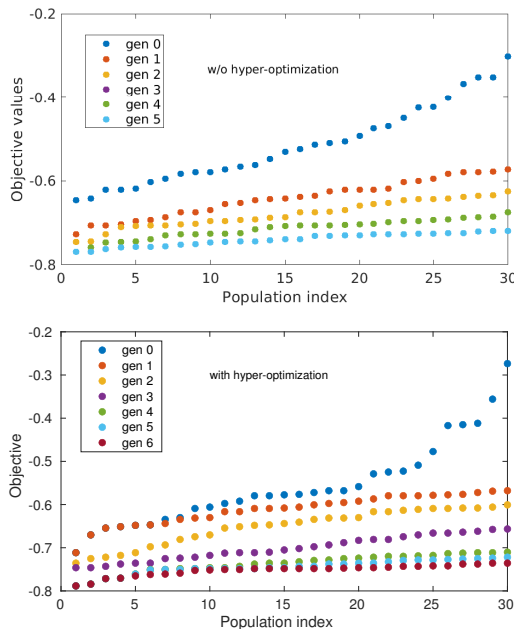 -0.2
gen 0
gen 1
gen 2
gen 3
gen 4
gen 5
w/o hyper-optimization
-0.4
-0.6
-0.8
Objective values
0 5 10 15 20 25 30
Population index
-0.2
gen 0
gen 1
gen 2
gen 3
gen 4
gen 5
gen 6
with hyper-optimization
-0.3
-0.4
-0.5
-0.6
-0.7
-0.8
Objective
0 5 10 15 20 25 30
Population index